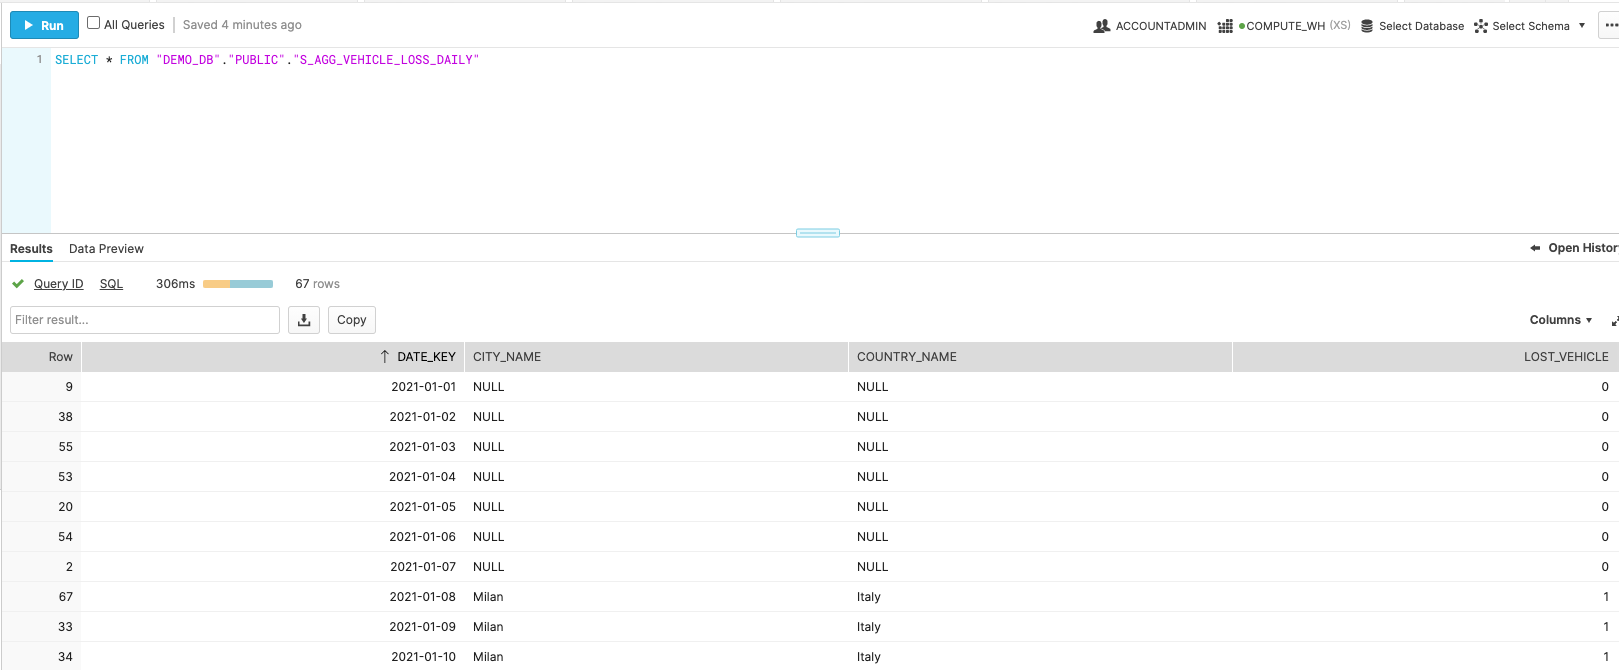 Run All Queries Saved 4 minutes ago ACCOUNTADMIN COMPUTE_WH (XS) Select Database Select Schema
1 SELECT * FROM "DEMO_DB"."PUBLIC"."S_AGG_VEHICLE_LOSS_DAILY"
Results Data Preview Open Histor
Query ID SQL 306ms 67 rows
Filter result... Copy Columns
Row DATE_KEY CITY_NAME COUNTRY_NAME LOST_VEHICLE
9 2021-01-01 NULL NULL 0
38 2021-01-02 NULL NULL 0
55 2021-01-03 NULL NULL 0
53 2021-01-04 NULL NULL 0
20 2021-01-05 NULL NULL 0
54 2021-01-06 NULL NULL 0
2 2021-01-07 NULL NULL 0
67 2021-01-08 Milan Italy 1
33 2021-01-09 Milan Italy 1
34 2021-01-10 Milan Italy 1